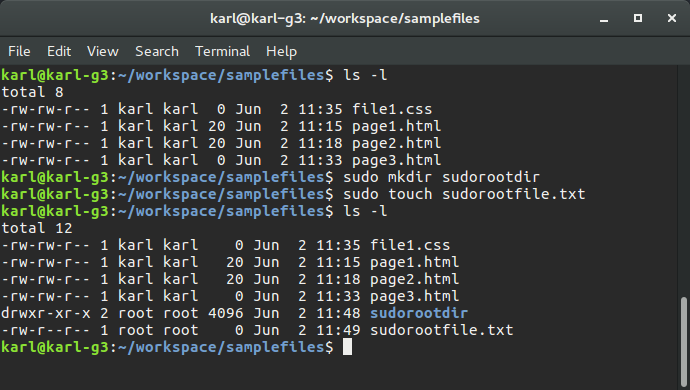 karl@karl-g3: ~/workspace/samplefiles
File Edit View Search Terminal Help
karl@karl-g3:~/workspace/samplefiles$ ls -l
total 8
-rw-rw-r-- 1 karl karl  0 Jun  2 11:35 file1.css
-rw-rw-r-- 1 karl karl 20 Jun  2 11:15 page1.html
-rw-rw-r-- 1 karl karl 20 Jun  2 11:18 page2.html
-rw-rw-r-- 1 karl karl  0 Jun  2 11:33 page3.html
karl@karl-g3:~/workspace/samplefiles$ sudo mkdir sudorootdir
karl@karl-g3:~/workspace/samplefiles$ sudo touch sudorootfile.txt
karl@karl-g3:~/workspace/samplefiles$ ls -l
total 12
-rw-rw-r-- 1 karl karl    0 Jun  2 11:35 file1.css
-rw-rw-r-- 1 karl karl   20 Jun  2 11:15 page1.html
-rw-rw-r-- 1 karl karl   20 Jun  2 11:18 page2.html
-rw-rw-r-- 1 karl karl    0 Jun  2 11:33 page3.html
drwxr-xr-x 2 root root 4096 Jun  2 11:48 sudorootdir
-rw-r--r-- 1 root root    0 Jun  2 11:49 sudorootfile.txt
karl@karl-g3:~/workspace/samplefiles$